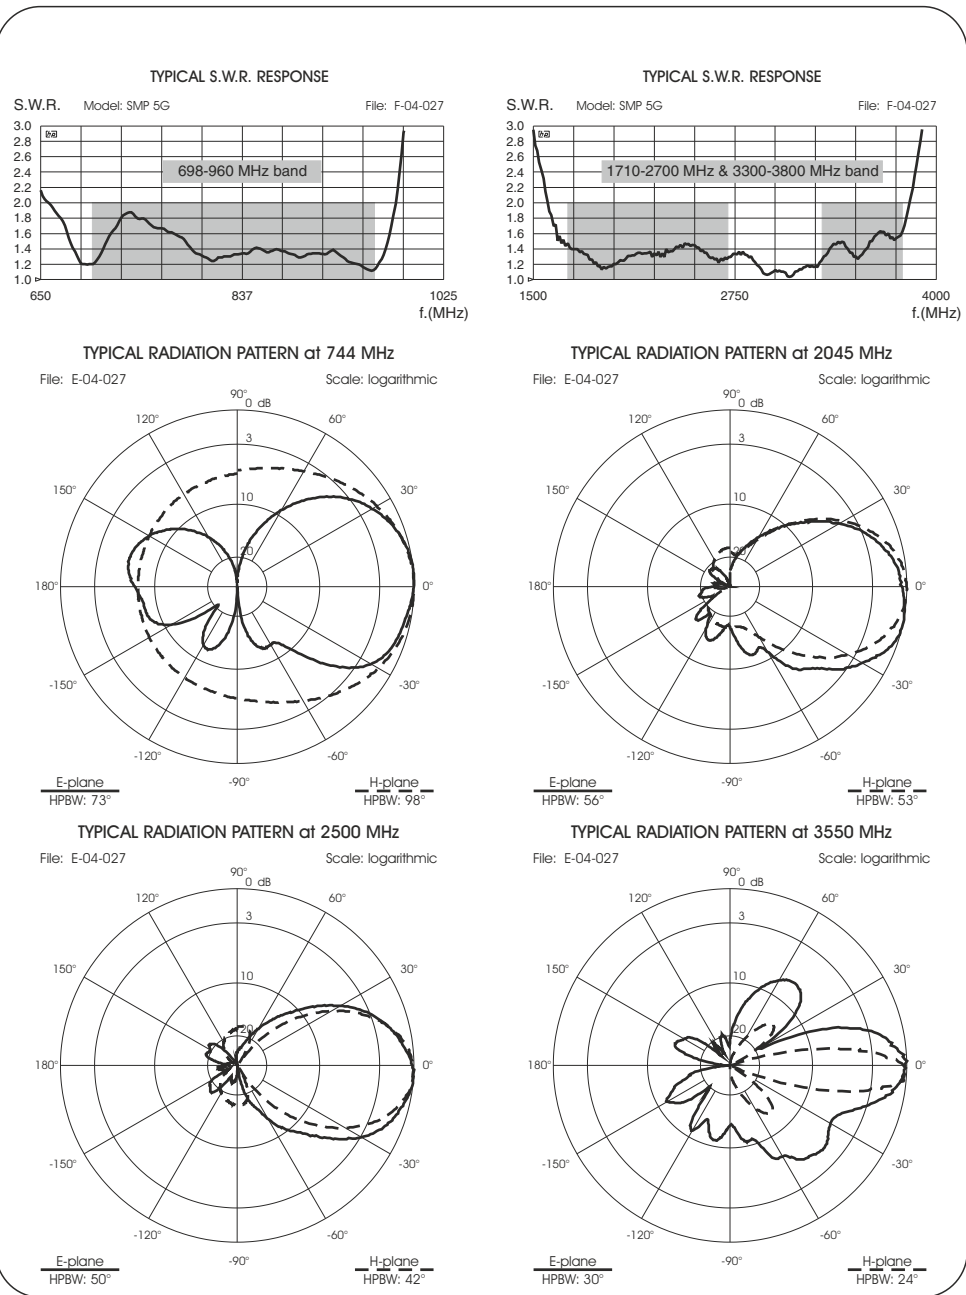 TYPICAL S.W.R. RESPONSE
S.W.R. Model: SMP 5G File: F-04-027
3.0
2.8
2.6
2.4
2.2
2.0
1.8
1.6
1.4
1.2
1.0
698-960 MHz band
650 837 1025
f.(MHz)
TYPICAL S.W.R. RESPONSE
S.W.R. Model: SMP 5G File: F-04-027
3.0
2.8
2.6
2.4
2.2
2.0
1.8
1.6
1.4
1.2
1.0
1710-2700 MHz & 3300-3800 MHz band
1500 2750 4000
f.(MHz)
TYPICAL RADIATION PATTERN at 744 MHz
File: E-04-027 Scale: logarithmic
90°
0 dB
120° 60°
3
150° 30°
10
20
180° 0°
-150° -30°
-120° -60°
-90°
E-plane H-plane
HPBW: 73° HPBW: 98°
TYPICAL RADIATION PATTERN at 2045 MHz
File: E-04-027 Scale: logarithmic
90°
0 dB
120° 60°
3
150° 30°
10
20
180° 0°
-150° -30°
-120° -60°
-90°
E-plane H-plane
HPBW: 56° HPBW: 53°
TYPICAL RADIATION PATTERN at 2500 MHz
File: E-04-027 Scale: logarithmic
90°
0 dB
120° 60°
3
150° 30°
10
20
180° 0°
-150° -30°
-120° -60°
-90°
E-plane H-plane
HPBW: 50° HPBW: 42°
TYPICAL RADIATION PATTERN at 3550 MHz
File: E-04-027 Scale: logarithmic
90°
0 dB
120° 60°
3
150° 30°
10
20
180° 0°
-150° -30°
-120° -60°
-90°
E-plane H-plane
HPBW: 30° HPBW: 24°